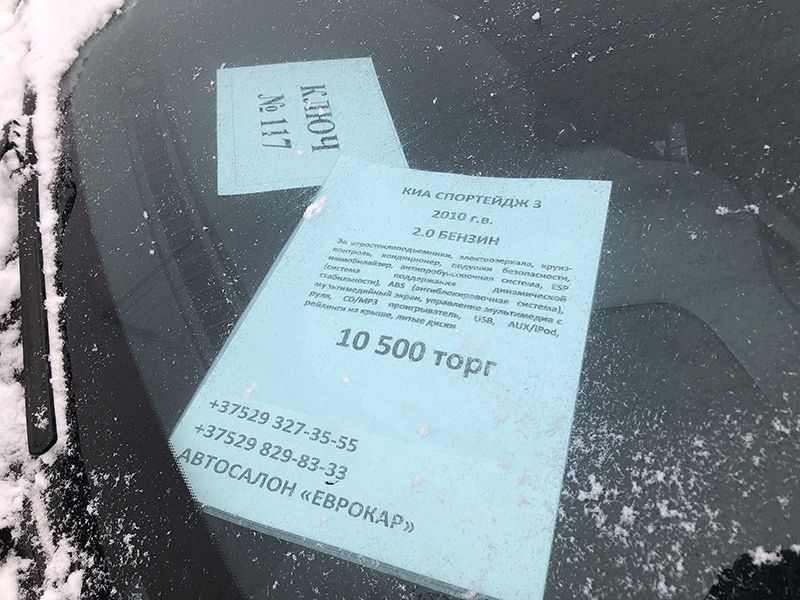 КЛЮЧ
№ 117
КИА СПОРТЕЙДЖ 3
2010 г.в.
2.0 БЕНЗИН
Электростеклоподъемники, электрозеркала, круиз-
контроль, кондиционер, подушки безопасности,
иммобилайзер, антипробуксовочная система, ESP
(система поддержания динамической
стабильности), ABS (антиблокировочная система),
мультимедийный экран, управление мультимедиа с
руля, CD/MP3 проигрыватель, USB, AUX/iPod,
рейлинги на крыше, литые диски.
10 500 торг
+37529 327-35-55
+37529 829-83-33
АВТОСАЛОН «ЕВРОКАР»